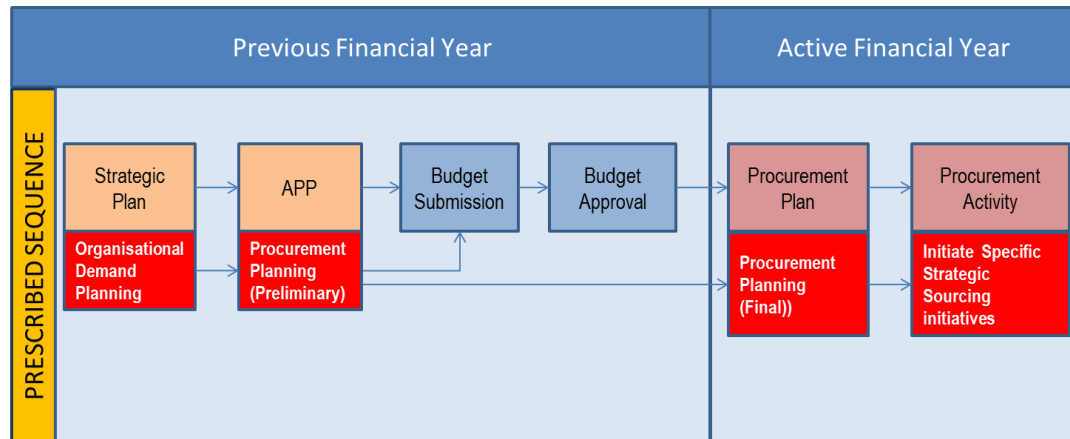 Previous Financial Year
Active Financial Year
PRESCRIBED SEQUENCE
Strategic
Plan
APP
Budget
Submission
Budget
Approval
Procurement
Plan
Procurement
Activity
Organisational
Demand
Planning
Procurement
Planning
(Preliminary)
Procurement
Planning
(Final))
Initiate Specific
Strategic
Sourcing
initiatives